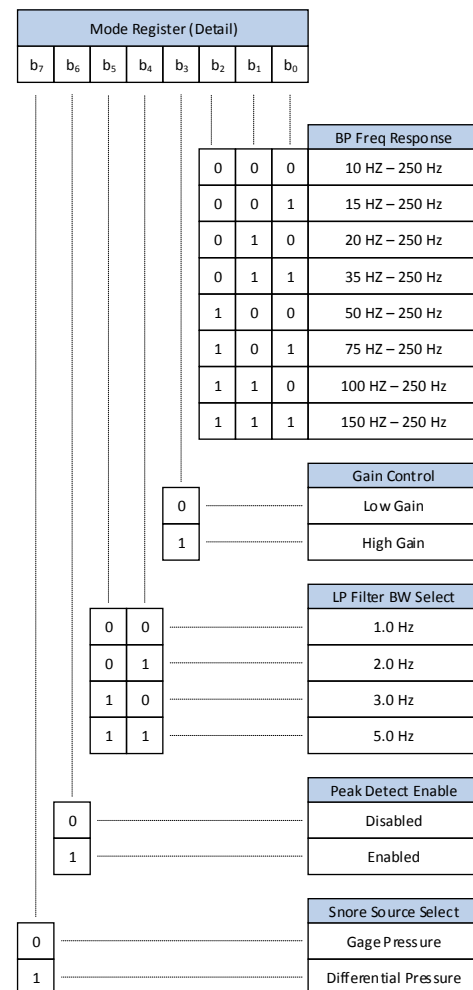 Mode Register (Detail)
b7 b6 b5 b4 b3 b2 b1 b0
BP Freq Response
0 0 0 10 HZ – 250 Hz
0 0 1 15 HZ – 250 Hz
0 1 0 20 HZ – 250 Hz
0 1 1 35 HZ – 250 Hz
1 0 0 50 HZ – 250 Hz
1 0 1 75 HZ – 250 Hz
1 1 0 100 HZ – 250 Hz
1 1 1 150 HZ – 250 Hz
Gain Control
0 Low Gain
1 High Gain
LP Filter BW Select
0 0 1.0 Hz
0 1 2.0 Hz
1 0 3.0 Hz
1 1 5.0 Hz
Peak Detect Enable
0 Disabled
1 Enabled
Snore Source Select
0 Gage Pressure
1 Differential Pressure